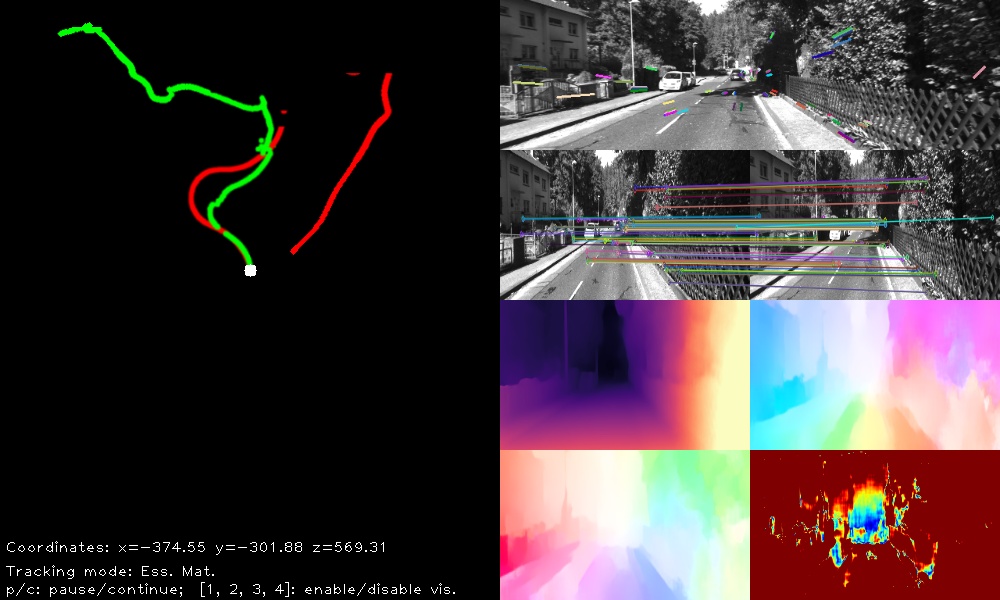 Coordinates: x=-374.55 y=-301.88 z=569.31
Tracking mode: Ess. Mat.
p/c: pause/continue; [1, 2, 3, 4]: enable/disable vis.